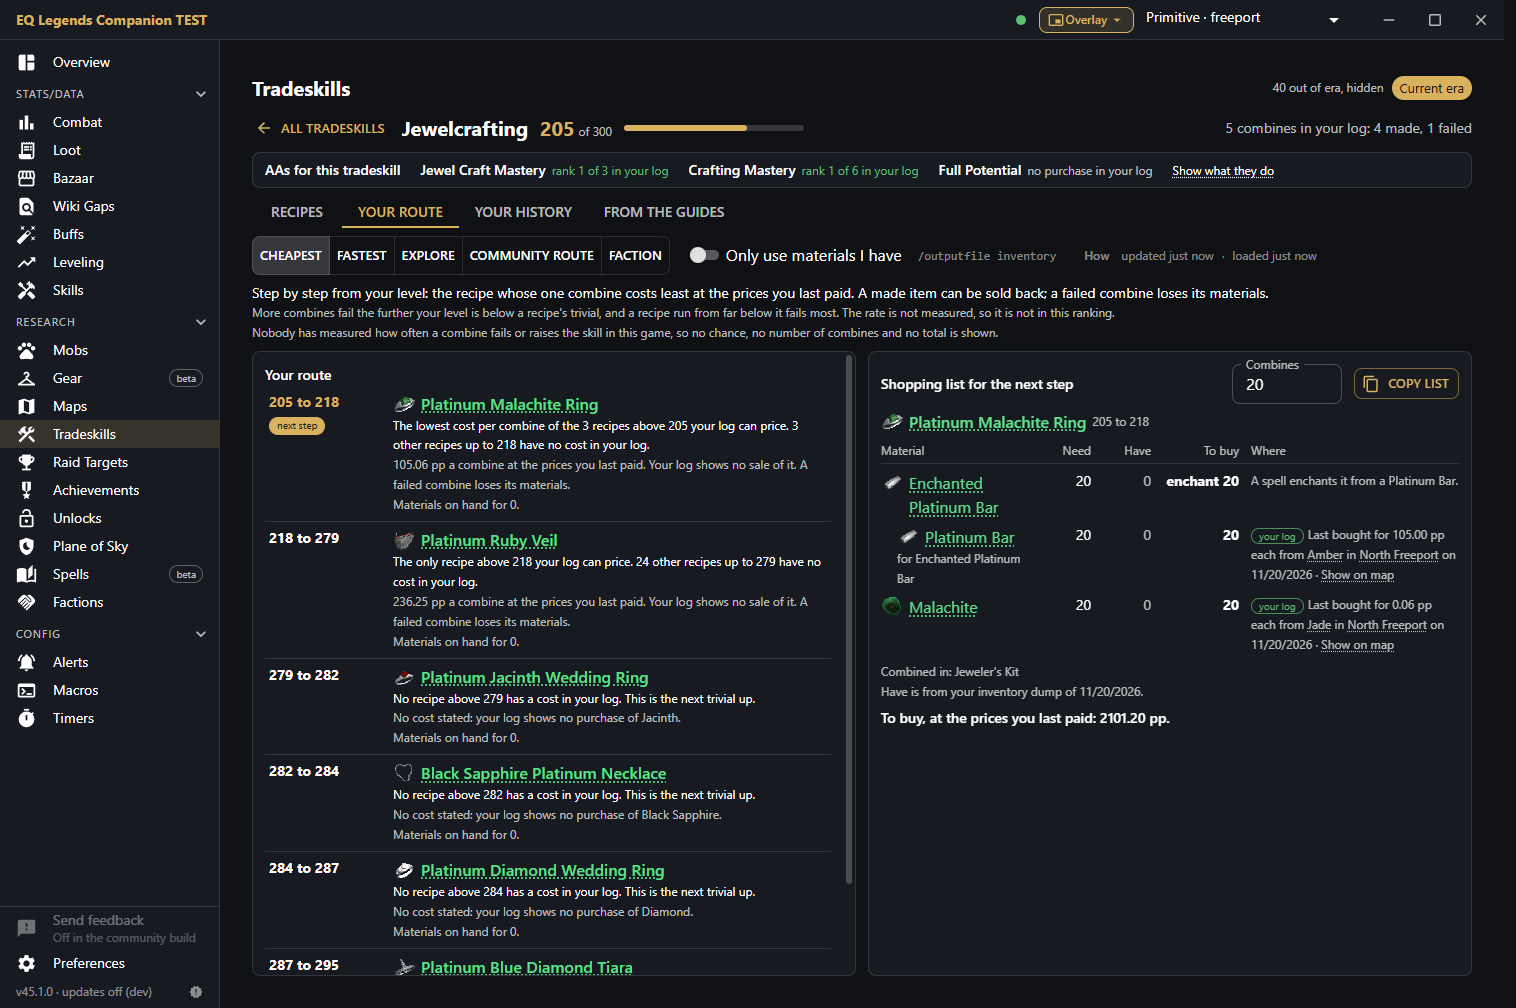 EQ Legends Companion TEST
Overlay
Primitive · freeport
Overview
STATS/DATA
Combat
Loot
Bazaar
Wiki Gaps
Buffs
Leveling
Skills
RESEARCH
Mobs
Gear
beta
Maps
Tradeskills
Raid Targets
Achievements
Unlocks
Plane of Sky
Spells
beta
Factions
CONFIG
Alerts
Macros
Timers
Send feedback
Off in the community build
Preferences
v45.1.0 · updates off (dev)
Tradeskills
40 out of era, hidden
Current era
ALL TRADESKILLS
Jewelcrafting
205 of 300
5 combines in your log: 4 made, 1 failed
AAs for this tradeskill
Jewel Craft Mastery rank 1 of 3 in your log
Crafting Mastery rank 1 of 6 in your log
Full Potential no purchase in your log
Show what they do
RECIPES
YOUR ROUTE
YOUR HISTORY
FROM THE GUIDES
CHEAPEST
FASTEST
EXPLORE
COMMUNITY ROUTE
FACTION
Only use materials I have
/outputfile inventory
How
updated just now · loaded just now
Step by step from your level: the recipe whose one combine costs least at the prices you last paid. A made item can be sold back; a failed combine loses its materials.
More combines fail the further your level is below a recipe's trivial, and a recipe run from far below it fails most. The rate is not measured, so it is not in this ranking.
Nobody has measured how often a combine fails or raises the skill in this game, so no chance, no number of combines and no total is shown.
Your route
205 to 218
next step
Platinum Malachite Ring
The lowest cost per combine of the 3 recipes above 205 your log can price. 3
other recipes up to 218 have no cost in your log.
105.06 pp a combine at the prices you last paid. Your log shows no sale of it. A
failed combine loses its materials.
Materials on hand for 0.
218 to 279
Platinum Ruby Veil
The only recipe above 218 your log can price. 24 other recipes up to 279 have no
cost in your log.
236.25 pp a combine at the prices you last paid. Your log shows no sale of it. A
failed combine loses its materials.
Materials on hand for 0.
279 to 282
Platinum Jacinth Wedding Ring
No recipe above 279 has a cost in your log. This is the next trivial up.
No cost stated: your log shows no purchase of Jacinth.
Materials on hand for 0.
282 to 284
Black Sapphire Platinum Necklace
No recipe above 282 has a cost in your log. This is the next trivial up.
No cost stated: your log shows no purchase of Black Sapphire.
Materials on hand for 0.
284 to 287
Platinum Diamond Wedding Ring
No recipe above 284 has a cost in your log. This is the next trivial up.
No cost stated: your log shows no purchase of Diamond.
Materials on hand for 0.
287 to 295
Platinum Blue Diamond Tiara
Shopping list for the next step
Combines
20
COPY LIST
Platinum Malachite Ring 205 to 218
Material Need Have To buy Where
Enchanted
Platinum Bar
20 0 enchant 20 A spell enchants it from a Platinum Bar.
Platinum Bar
for Enchanted Platinum
Bar
20 0 20
your log Last bought for 105.00 pp
each from Amber in North Freeport on
11/20/2026 · Show on map
Malachite
20 0 20
your log Last bought for 0.06 pp
each from Jade in North Freeport on
11/20/2026 · Show on map
Combined in: Jeweler's Kit
Have is from your inventory dump of 11/20/2026.
To buy, at the prices you last paid: 2101.20 pp.